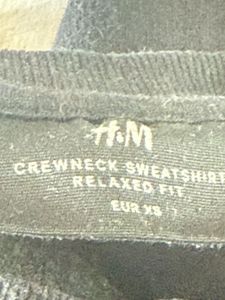 H&M
CREWNECK SWEATSHIRT
RELAXED FIT
EUR XS